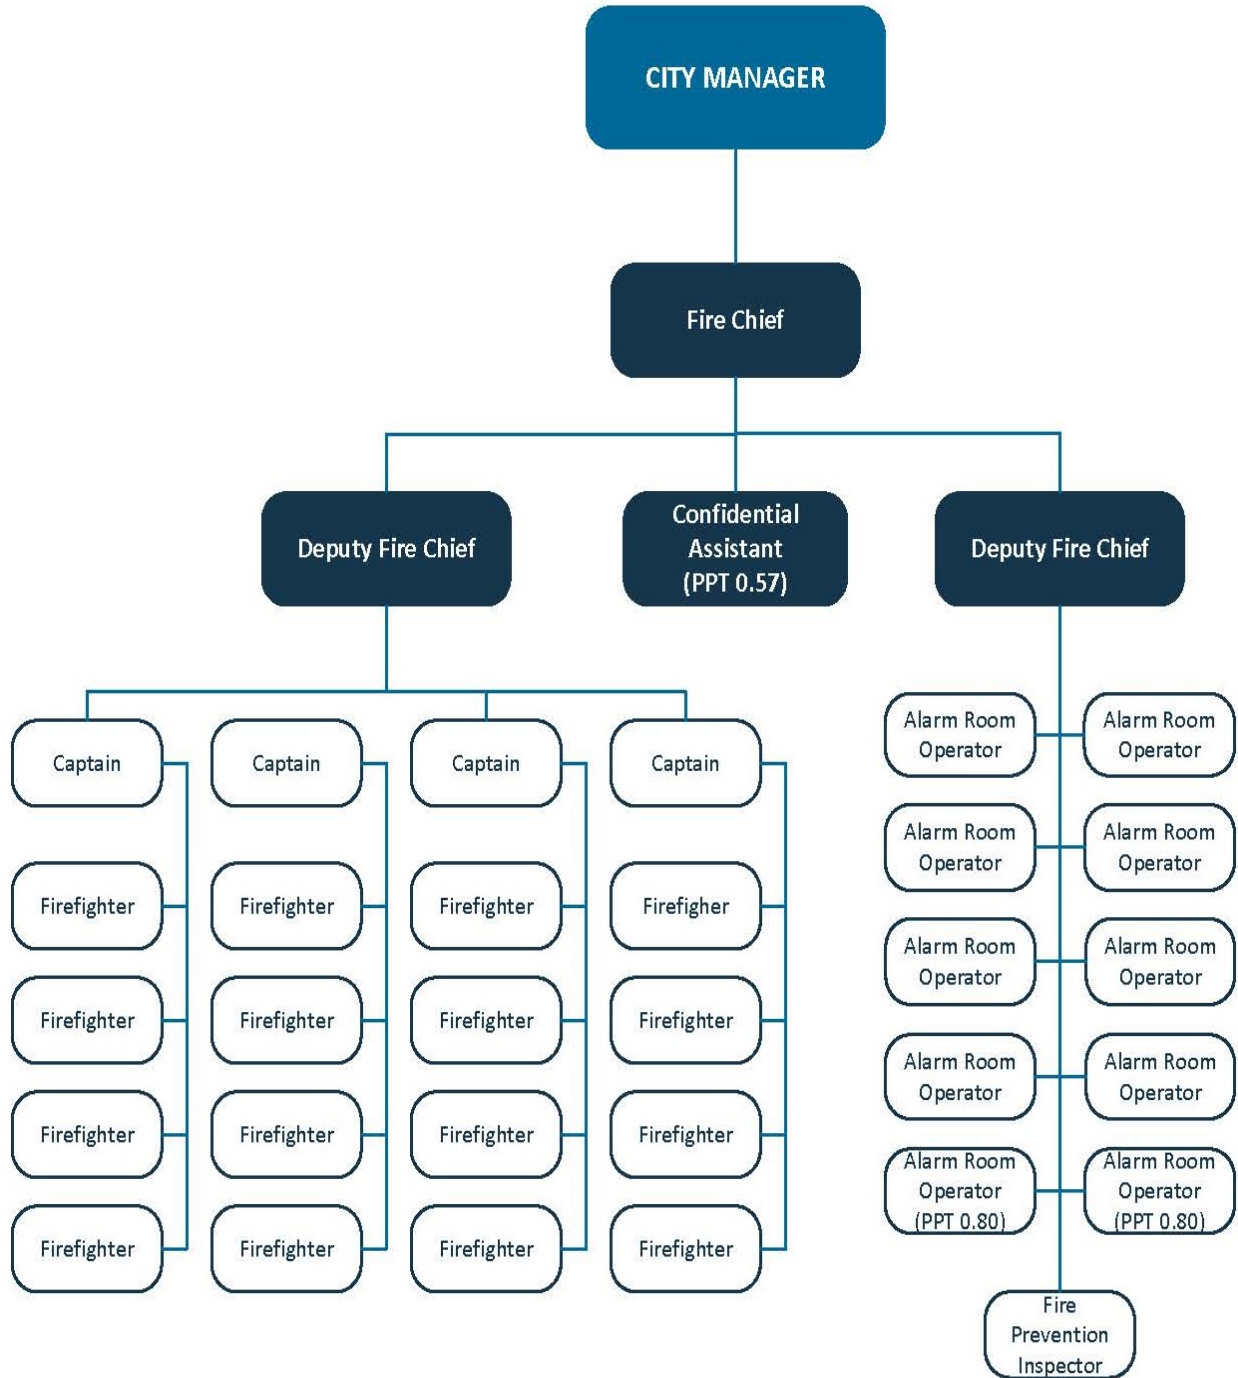 CITY MANAGER
Fire Chief
Deputy Fire Chief
Confidential
Assistant
(PPT 0.57)
Deputy Fire Chief
Captain
Captain
Captain
Captain
Firefighter
Firefighter
Firefighter
Firefigher
Firefighter
Firefighter
Firefighter
Firefighter
Firefighter
Firefighter
Firefighter
Firefighter
Firefighter
Firefighter
Firefighter
Firefighter
Alarm Room
Operator
Alarm Room
Operator
Alarm Room
Operator
Alarm Room
Operator
Alarm Room
Operator
Alarm Room
Operator
Alarm Room
Operator
Alarm Room
Operator
Alarm Room
Operator
(PPT 0.80)
Alarm Room
Operator
(PPT 0.80)
Fire
Prevention
Inspector